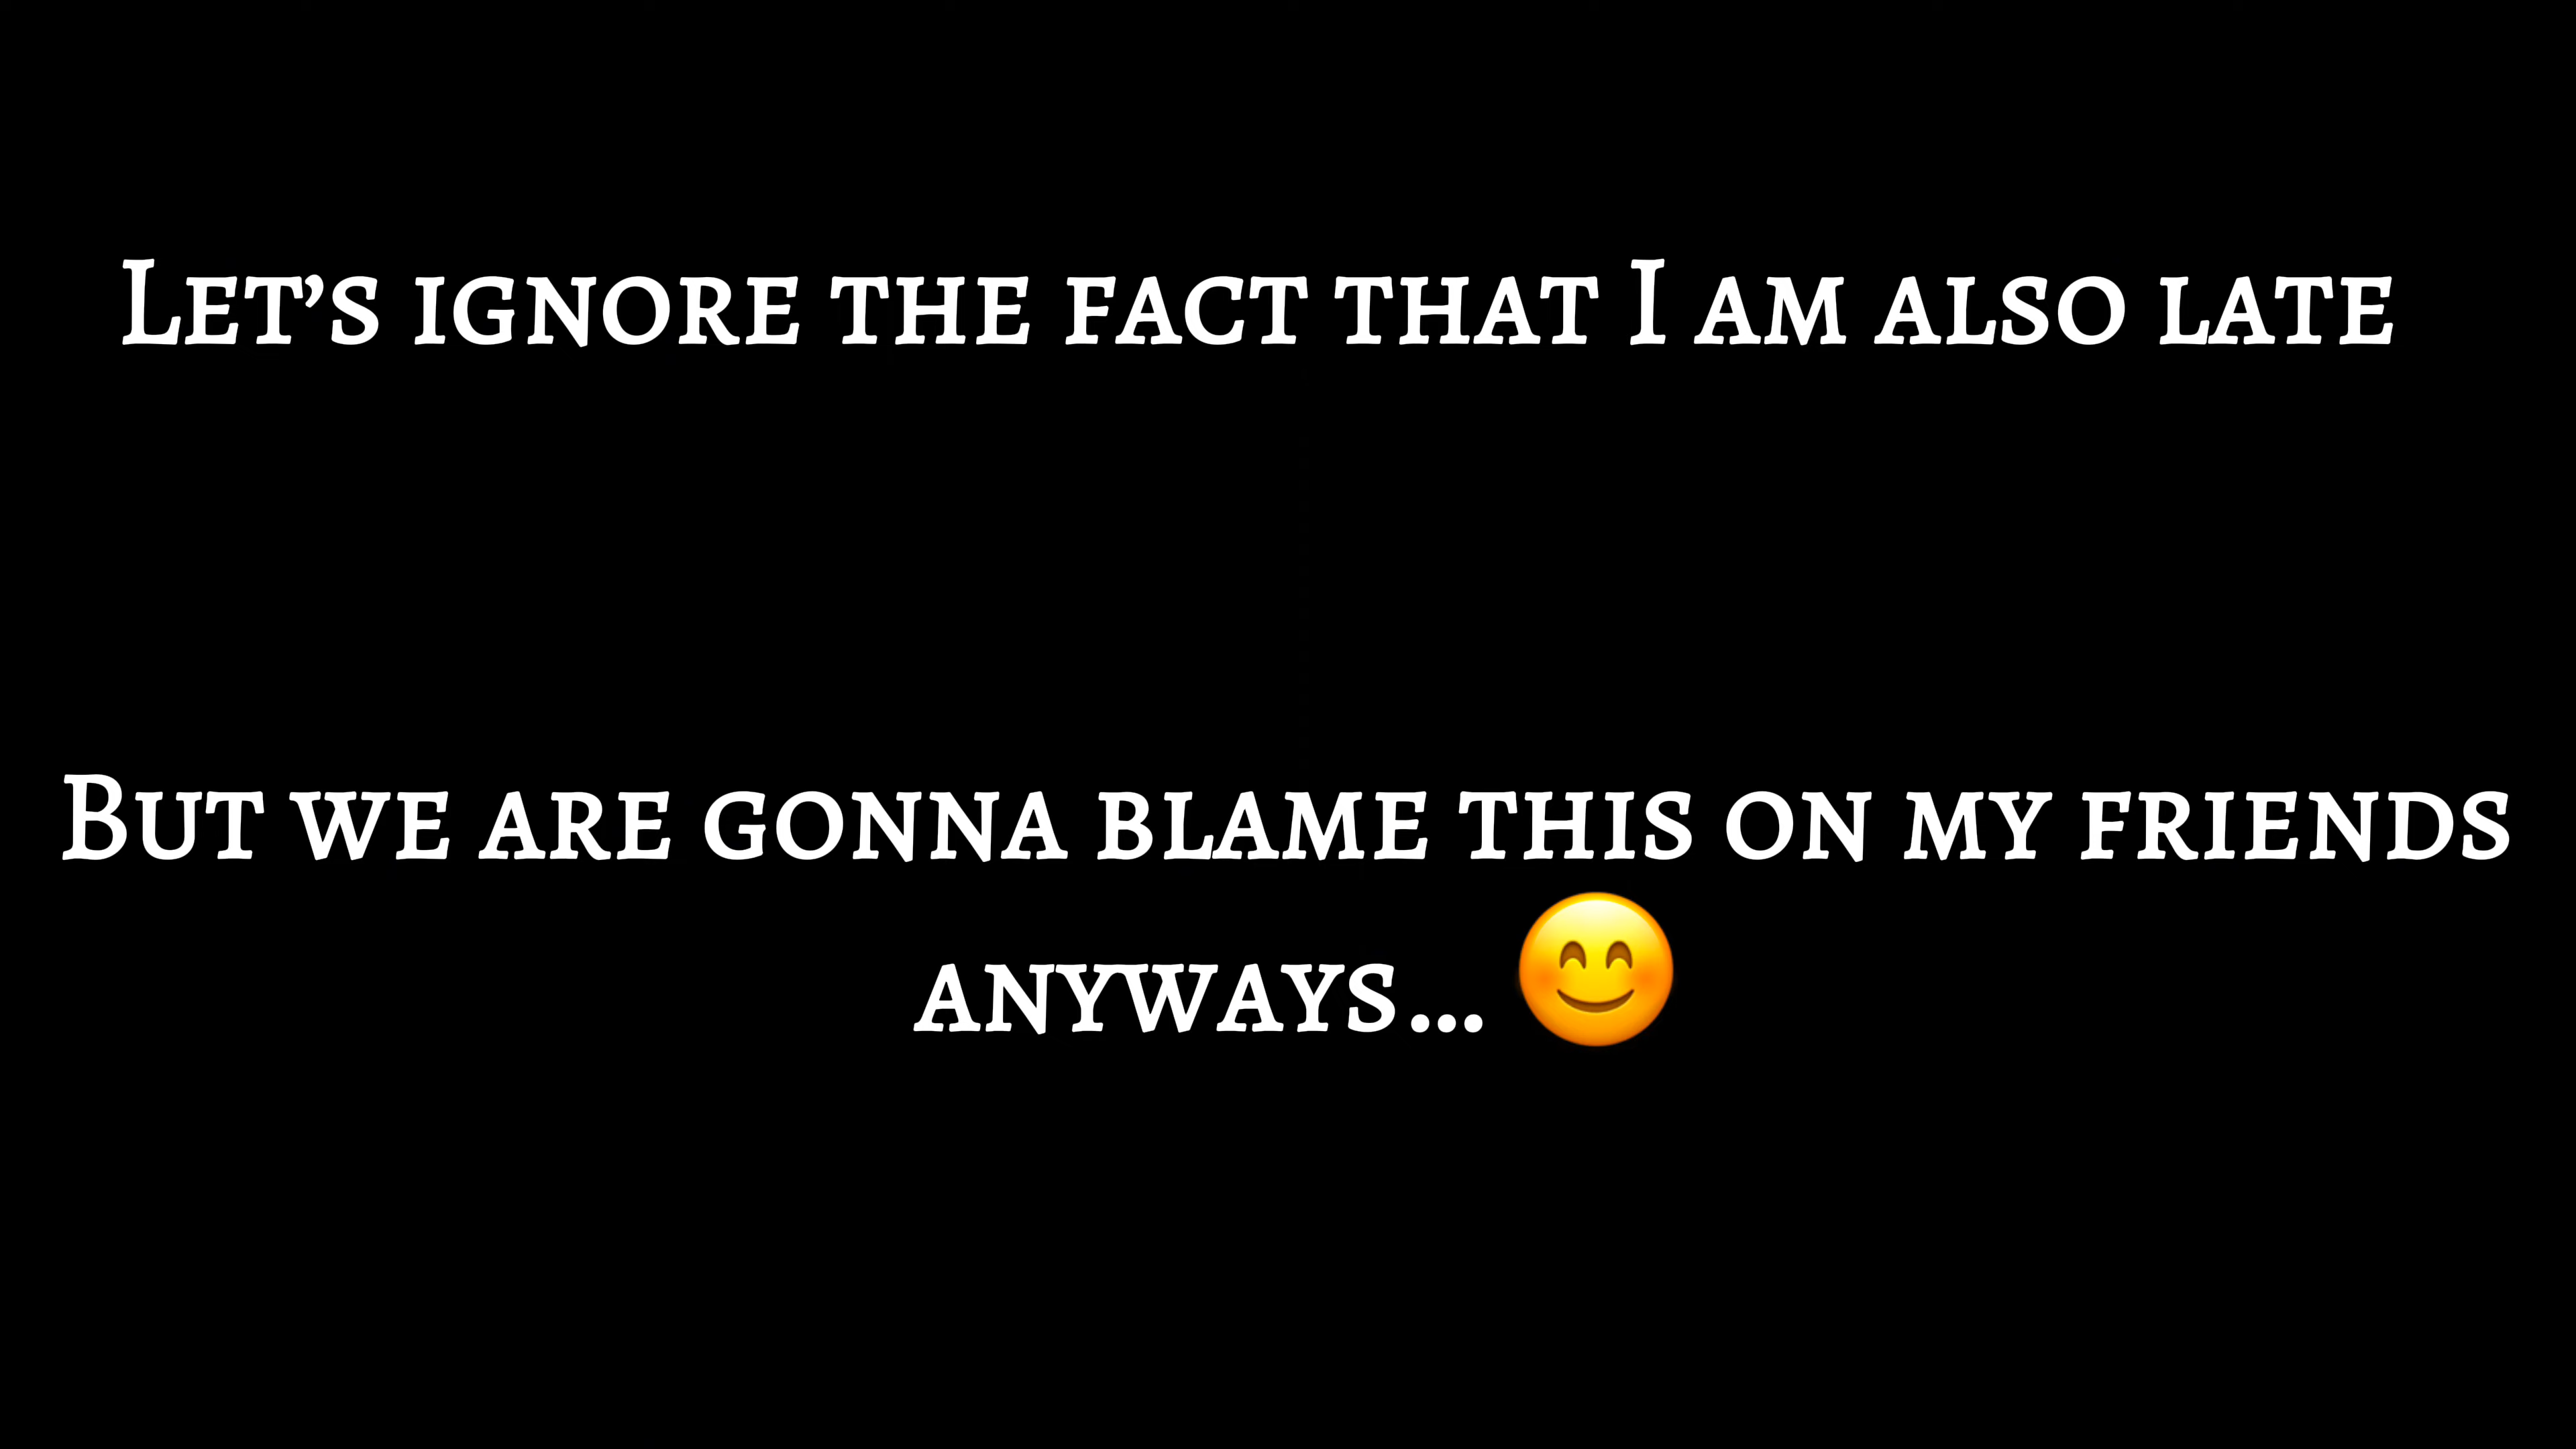 Let’s ignore the fact that I am also late
But we are gonna blame this on my friends
anyways... 😊